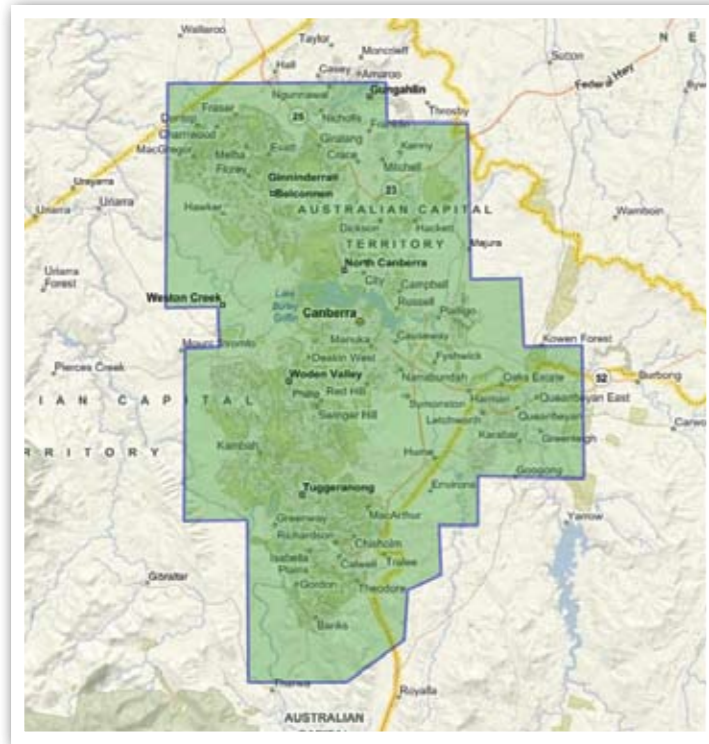 Wallaroo
Taylor
Moncrieff
N E
Hall
Casey
Amaroo
Sutton
Federal Hwy
Ngunnawal
Gungahlin
Throsby
Fraser
25
Nicholls
Franklin
Dunlop
Charnwood
Giralang
MacGregor
Melba
Evatt
Crace
Kenny
Florey
Mitchell
Ginninderra
Belconnen
23
Uriarra
Hawker
AUSTRALIAN CAPITAL
TERRITORY
Dickson
Hackett
Wamboin
Majura
Uriarra
Forest
North Canberra
City
Campbell
Weston Creek
Lake
Burley
Griffin
Russell
Pialligo
Canberra
Mount Stromlo
Manuka
Causeway
Kowen Forest
Deakin West
Fyshwick
Pierces Creek
Woden Valley
Narrabundah
Oaks Estate
52
Burbong
Phillip
Red Hill
Symonston
Harman
Queanbeyan East
IAN CAPITAL
Swinger Hill
Letchworth
Queanbeyan
Carwo
Karabar
Greenleigh
RRITORY
Kambah
Hume
Googong
Tuggeranong
Environa
Greenway
MacArthur
Yarrow
Richardson
Chisholm
Isabella
Plains
Calwell
Tralee
Gibraltar
Gordon
Theodore
Banks
Tharwa
Royalla
AUSTRALIAN